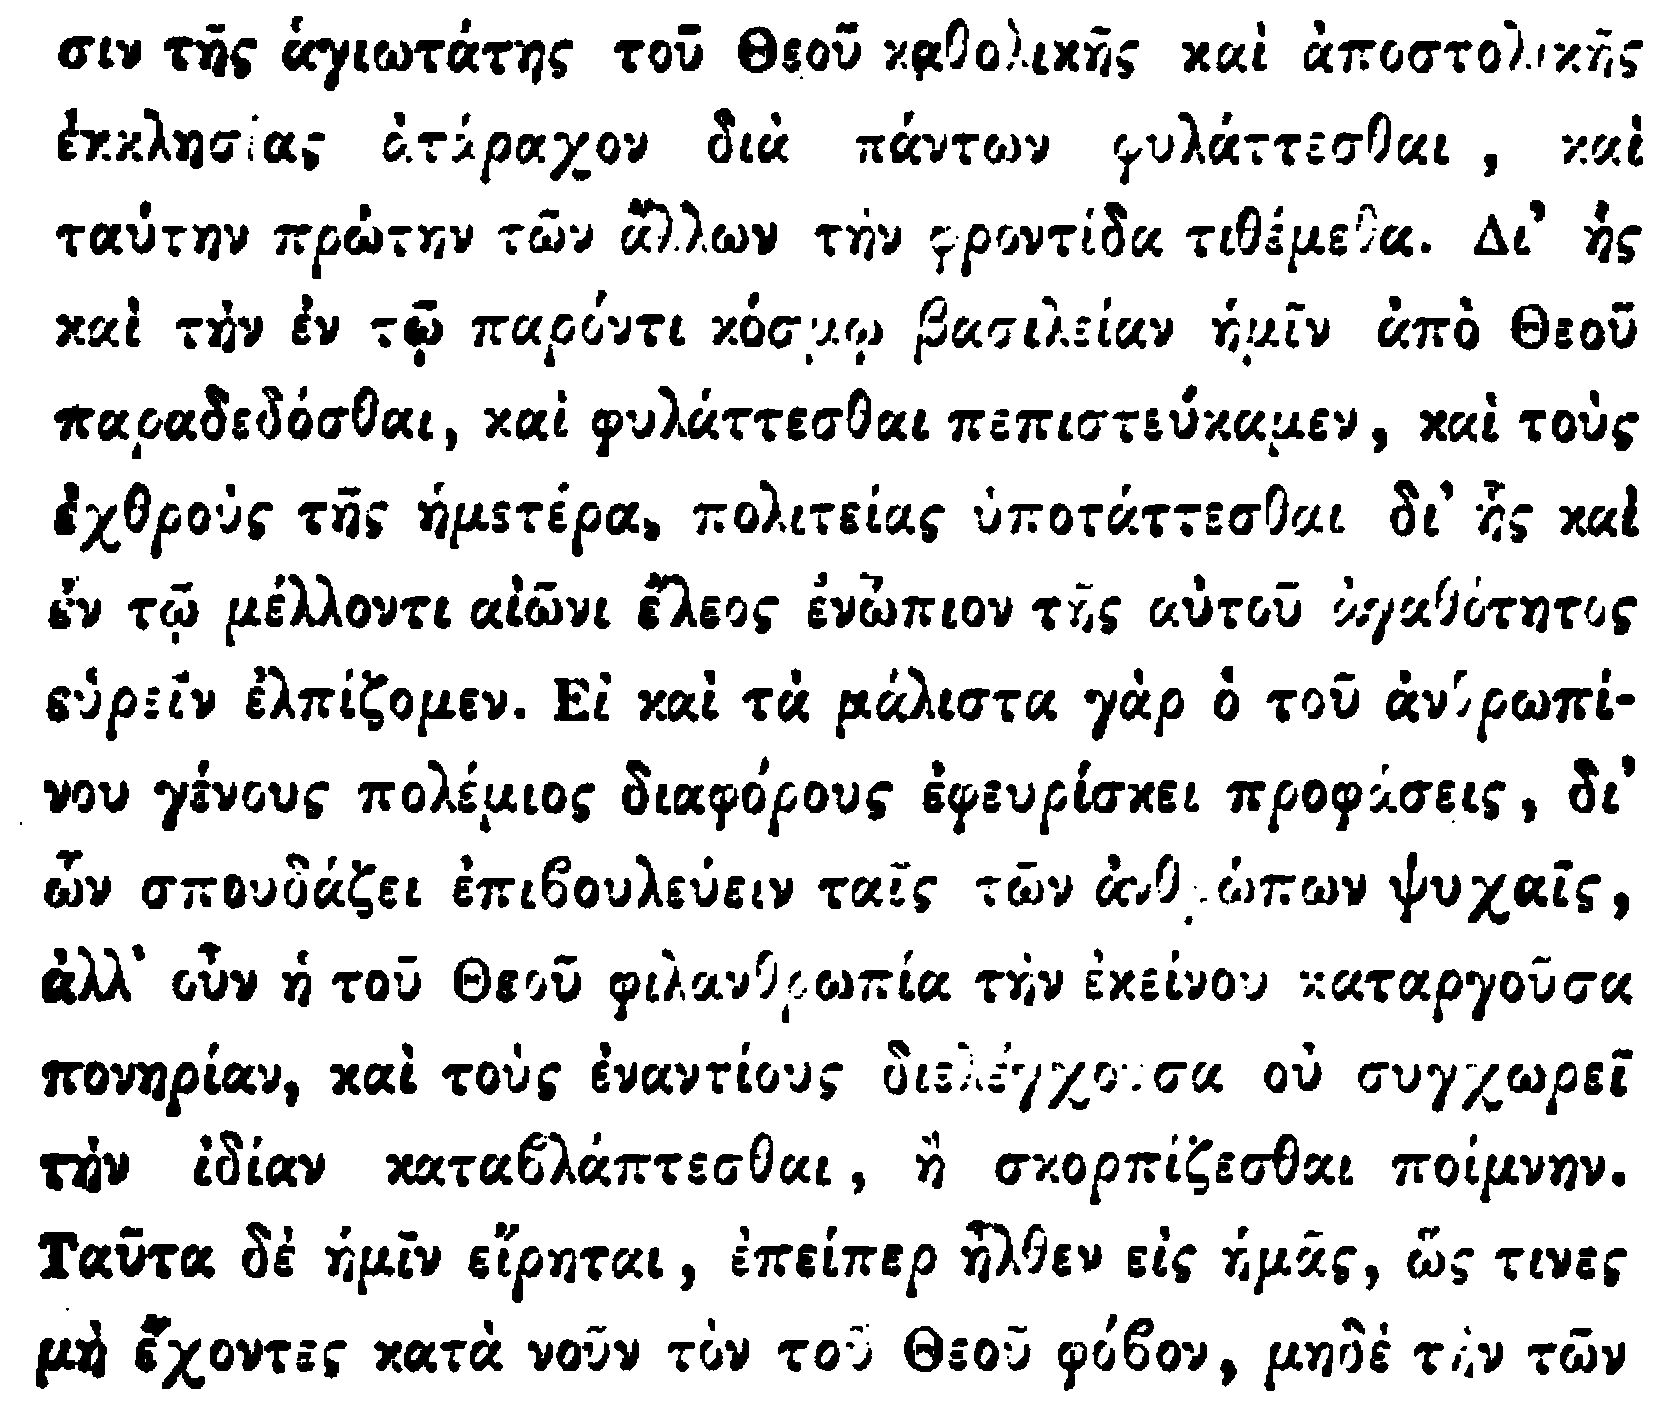 σιν τῆς ἁγιωτάτης τοῦ Θεοῦ καθολικῆς καὶ ἀποστολικῆς
ἐκκλησίας ἀτάραχον διὰ πάντων φυλάττεσθαι, καὶ
ταύτην πρώτην τῶν ἄλλων τὴν φροντίδα τιθέμεθα. Δι’ ἧς
καὶ τὴν ἐν τῷ παρόντι κόσμῳ βασιλείαν ἡμῖν ἀπὸ Θεοῦ
παραδεδόσθαι, καὶ φυλάττεσθαι πεπιστεύκαμεν, καὶ τοὺς
ἐχθροὺς τῆς ἡμετέρας πολιτείας ὑποτάττεσθαι δι’ ἧς καὶ
ἐν τῷ μέλλοντι αἰῶνι ἔλεος ἐνώπιον τῆς αὐτοῦ ἀγαθότητος
εὑρεῖν ἐλπίζομεν. Εἰ καὶ τὰ μάλιστα γὰρ ὁ τοῦ ἀνθρωπί-
νου γένους πολέμιος διαφόρους ἐφευρίσκει προφάσεις, δι’
ὧν σπουδάζει ἐπιβουλεύειν ταῖς τῶν ἀνθρώπων ψυχαῖς,
ἀλλ’ οὖν ἡ τοῦ Θεοῦ φιλανθρωπία τὴν ἐκείνου καταργοῦσα
πονηρίαν, καὶ τοὺς ἐναντίους διελέγχουσα οὐ συγχωρεῖ
τὴν ἰδίαν καταβλάπτεσθαι, ἢ σκορπίζεσθαι ποίμνην.
Ταῦτα δὲ ἡμῖν εἴρηται, ἐπείπερ ἦλθεν εἰς ἡμᾶς, ὥς τινες
μὴ ἔχοντες κατὰ νοῦν τὸν τοῦ Θεοῦ φόβον, μηδὲ τὴν τῶν